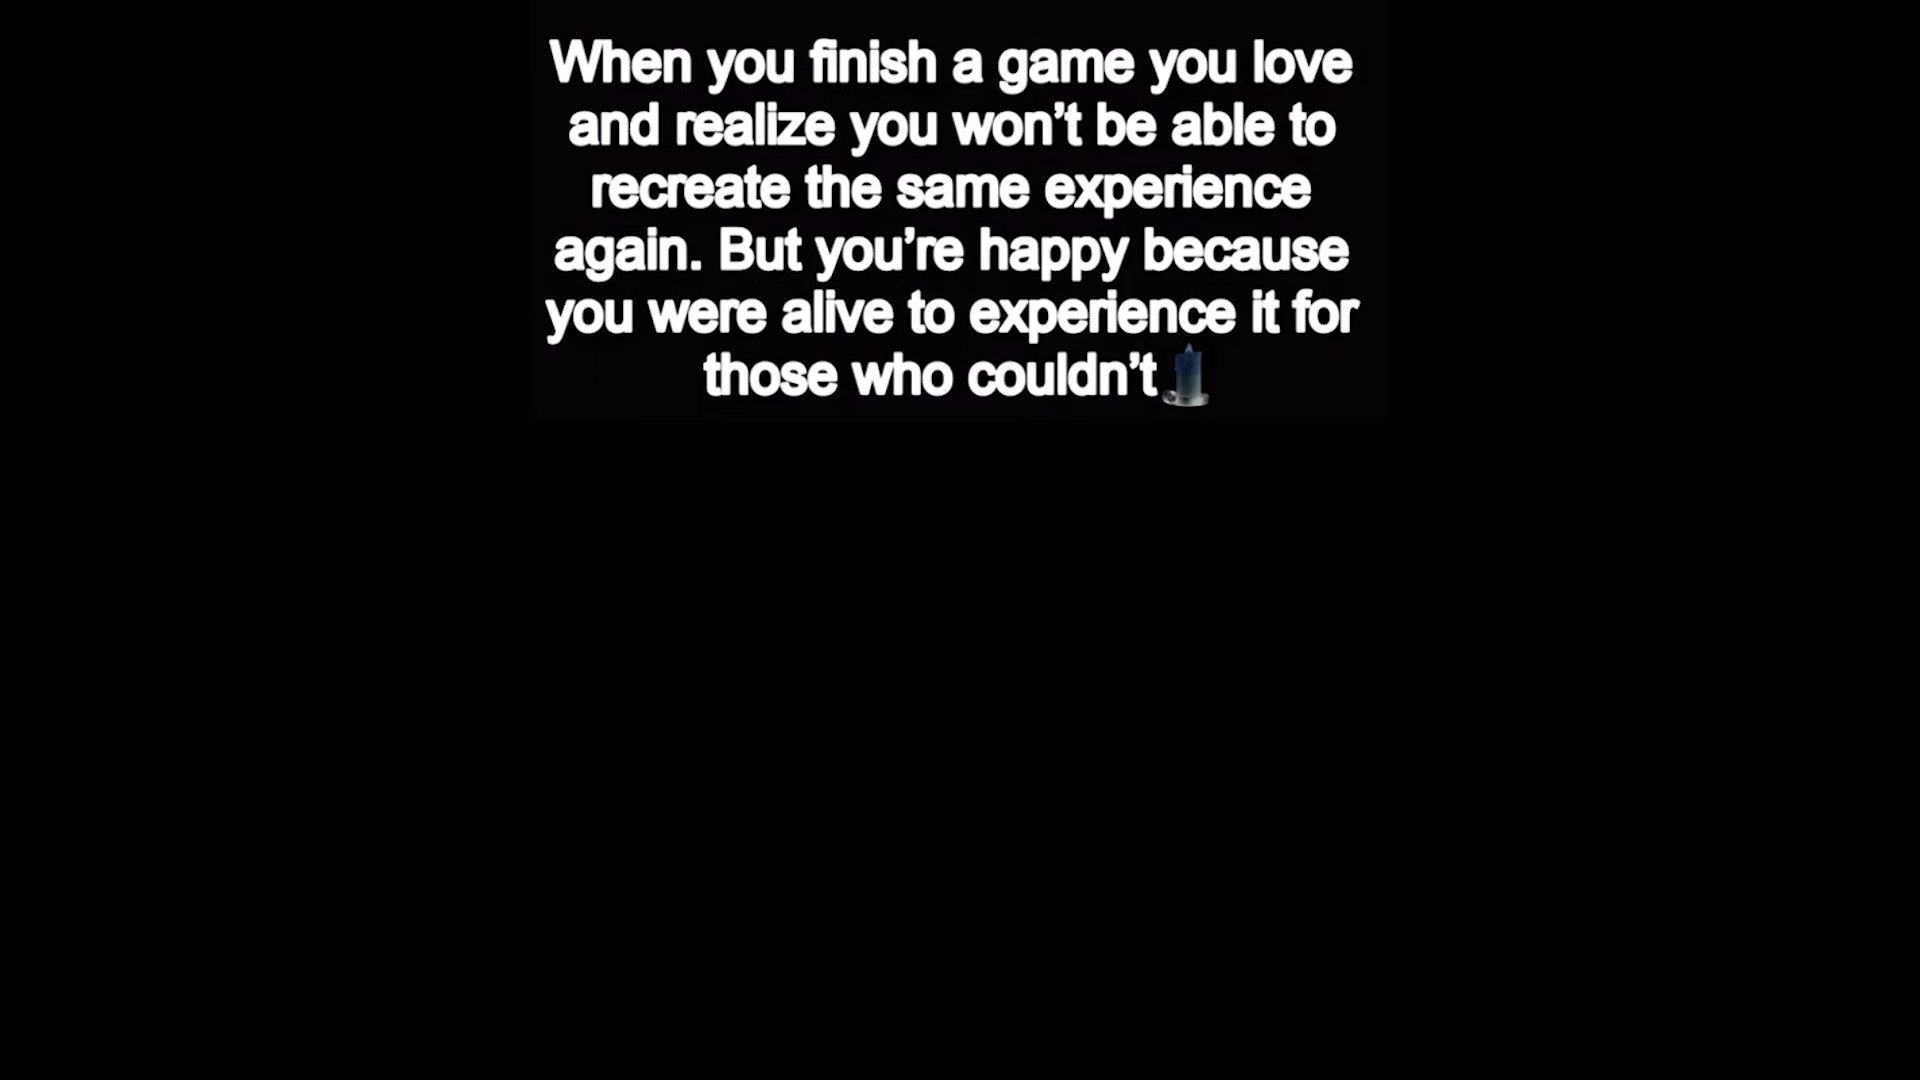 When you finish a game you love
and realize you won’t be able to
recreate the same experience
again. But you’re happy because
you were alive to experience it for
those who couldn’t